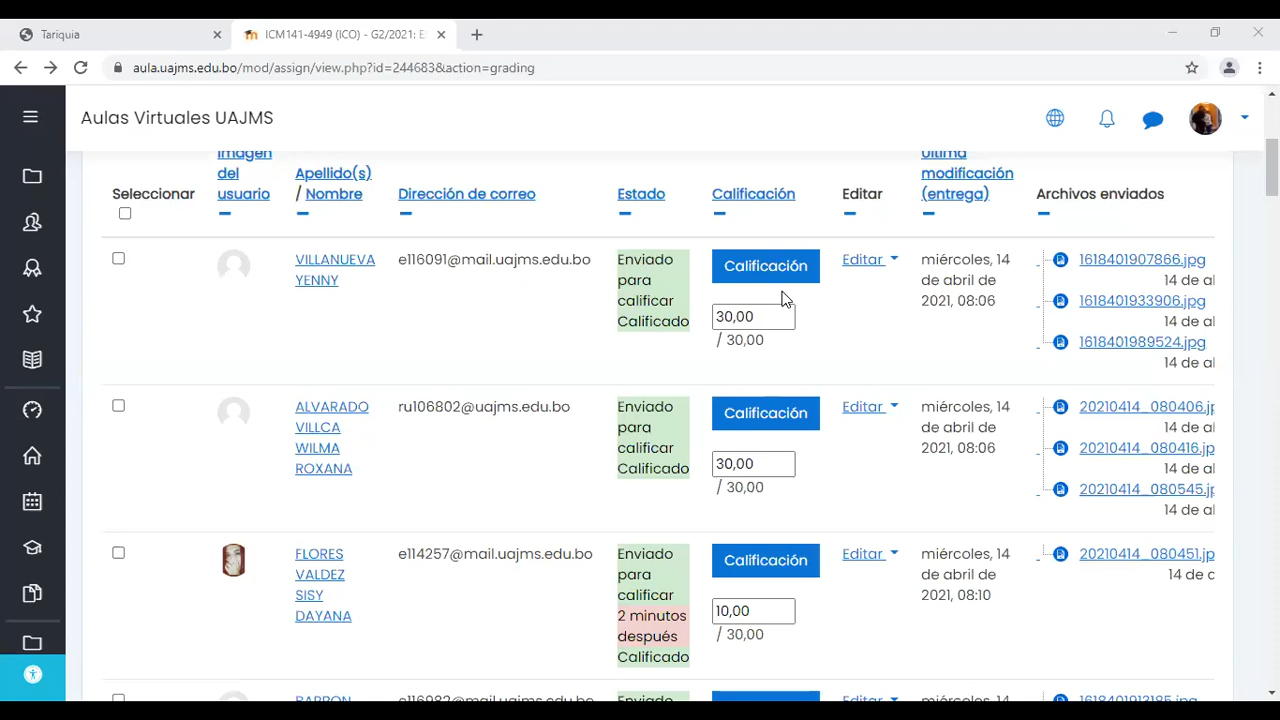 Tariquia
ICM141-4949 (ICO) - G2/2021: E
aula.uajms.edu.bo/mod/assign/view.php?id=244683&action=grading
Aulas Virtuales UAJMS
Seleccionar
Imagen
del
usuario
Apellido(s)
/ Nombre
Dirección de correo
Estado
Calificación
Editar
Última
modificación
(entrega)
Archivos enviados
VILLANUEVA
YENNY
e116091@mail.uajms.edu.bo
Enviado
para
calificar
Calificado
Calificación
30,00
/ 30,00
Editar
miércoles, 14
de abril de
2021, 08:06
1618401907866.jpg
14 de al
1618401933906.jpg
14 de al
1618401989524.jpg
14 de al
ALVARADO
VILLCA
WILMA
ROXANA
ru106802@uajms.edu.bo
Enviado
para
calificar
Calificado
Calificación
30,00
/ 30,00
Editar
miércoles, 14
de abril de
2021, 08:06
20210414_080406.jp
14 de al
20210414_080416.jp
14 de al
20210414_080545.jp
14 de al
FLORES
VALDEZ
SISY
DAYANA
e114257@mail.uajms.edu.bo
Enviado
para
calificar
2 minutos
después
Calificado
Calificación
10,00
/ 30,00
Editar
miércoles, 14
de abril de
2021, 08:10
20210414_080451.jp
14 de c
e116982@mail.uajms.edu.bo
Enviado
Editar
miércoles, 14
1618401913185.jpg